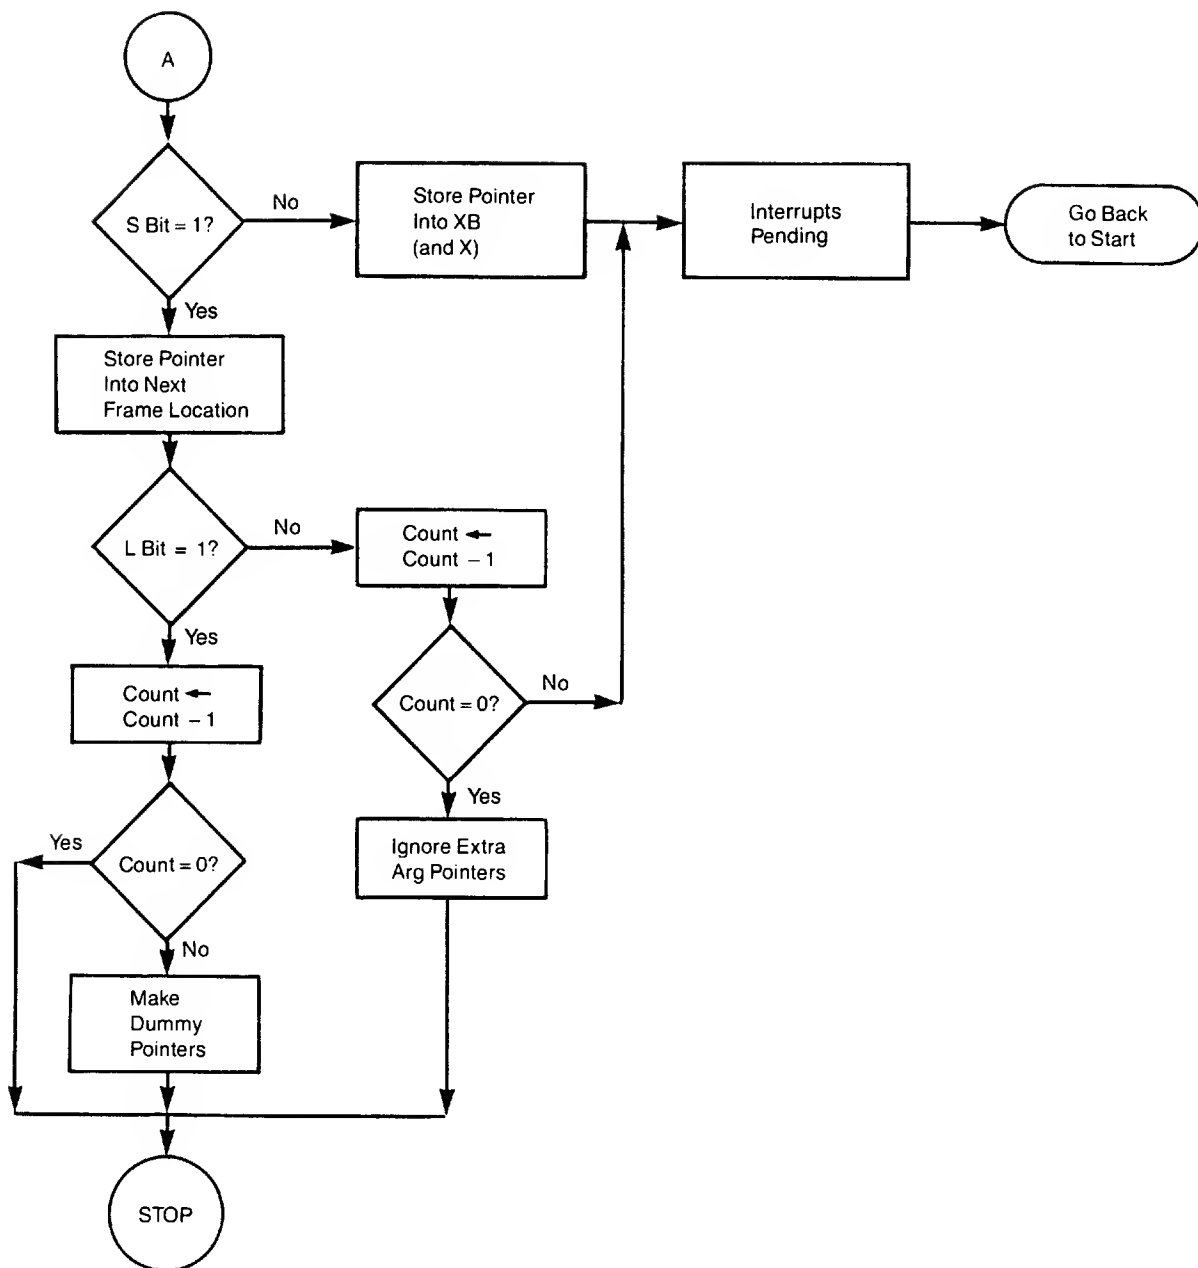 A
S Bit = 1?
No
Store Pointer
Into XB
(and X)
Interrupts
Pending
Go Back
to Start
Yes
Store Pointer
Into Next
Frame Location
L Bit = 1?
No
Count ←
Count – 1
Yes
Count ←
Count – 1
Count = 0?
No
Yes
Ignore Extra
Arg Pointers
Yes
Count = 0?
No
Make
Dummy
Pointers
STOP